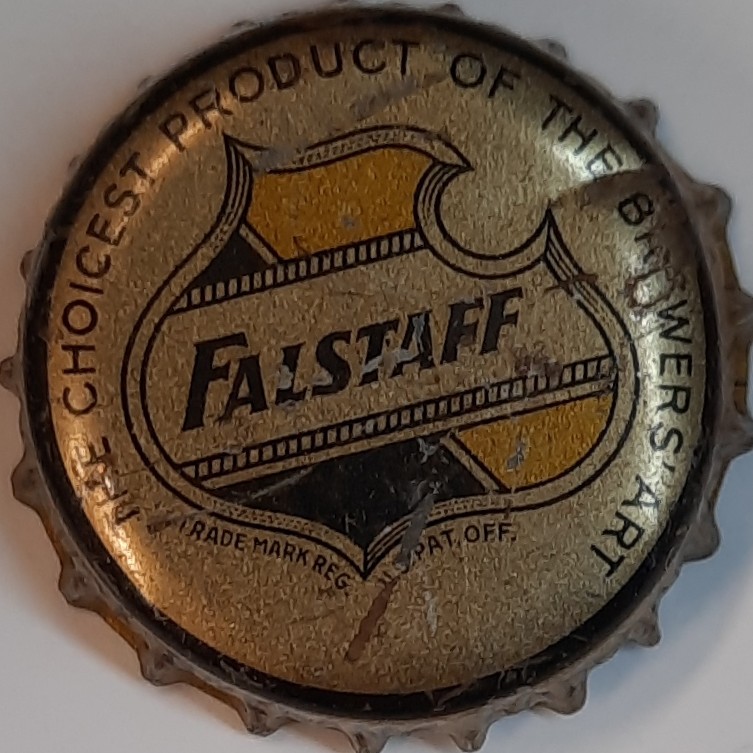 THE CHOICEST PRODUCT OF THE BREWERS' ART
FALSTAFF
TRADE MARK REG. U.S. PAT. OFF.